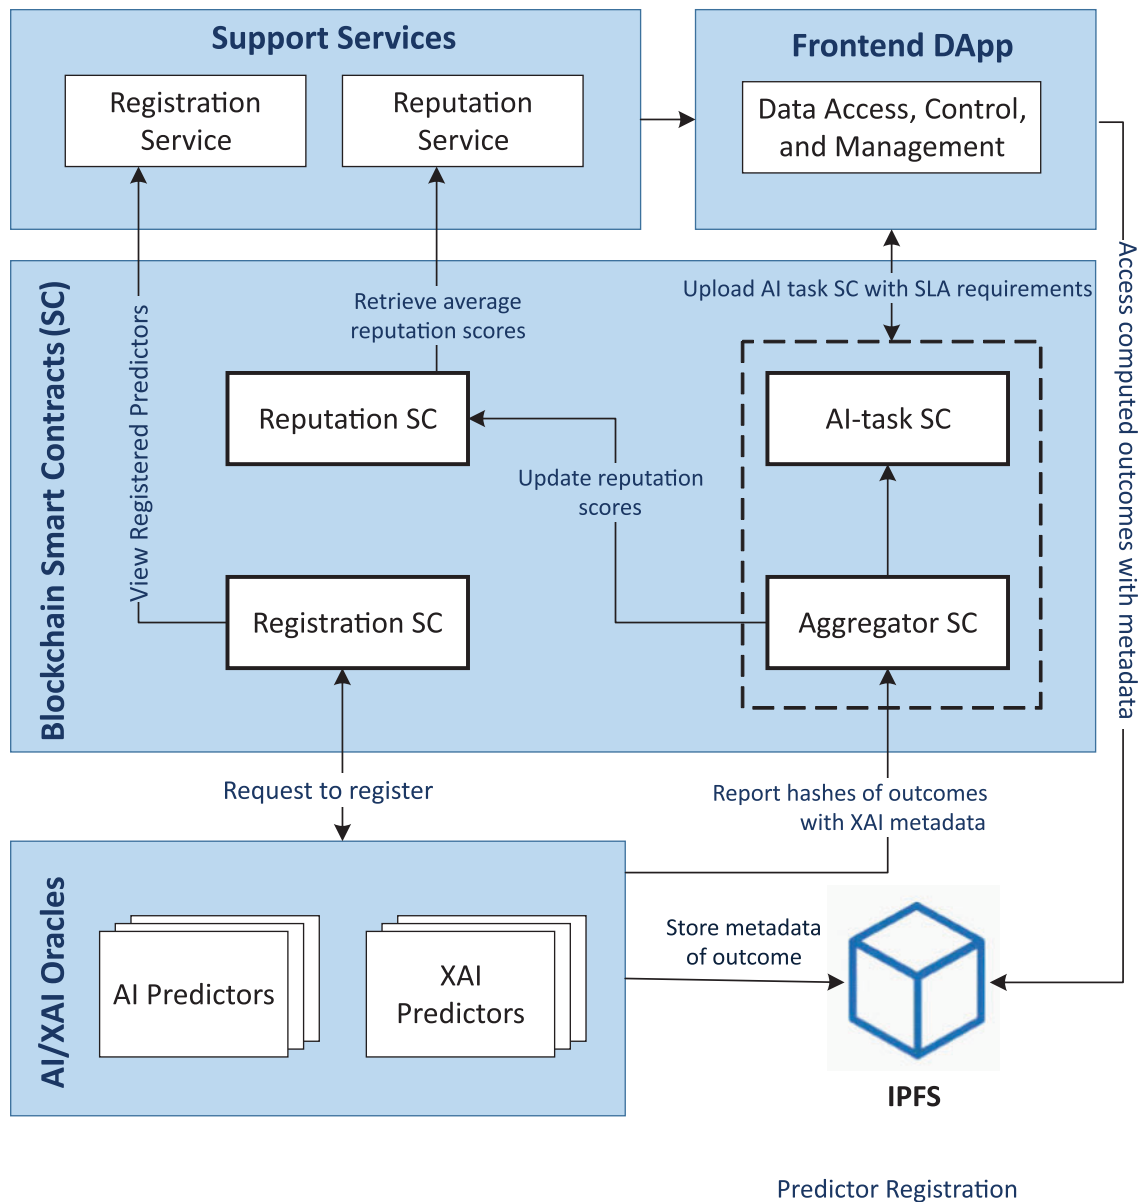 Support Services
Registration
Service
Reputation
Service
Frontend DApp
Data Access, Control,
and Management
Blockchain Smart Contracts (SC)
View Registered Predictors
Retrieve average
reputation scores
Upload AI task SC with SLA requirements
Access computed outcomes with metadata
Reputation SC
AI-task SC
Update reputation
scores
Registration SC
Aggregator SC
Request to register
Report hashes of outcomes
with XAI metadata
AI/XAI Oracles
AI Predictors
XAI
Predictors
Store metadata
of outcome
IPFS
Predictor Registration